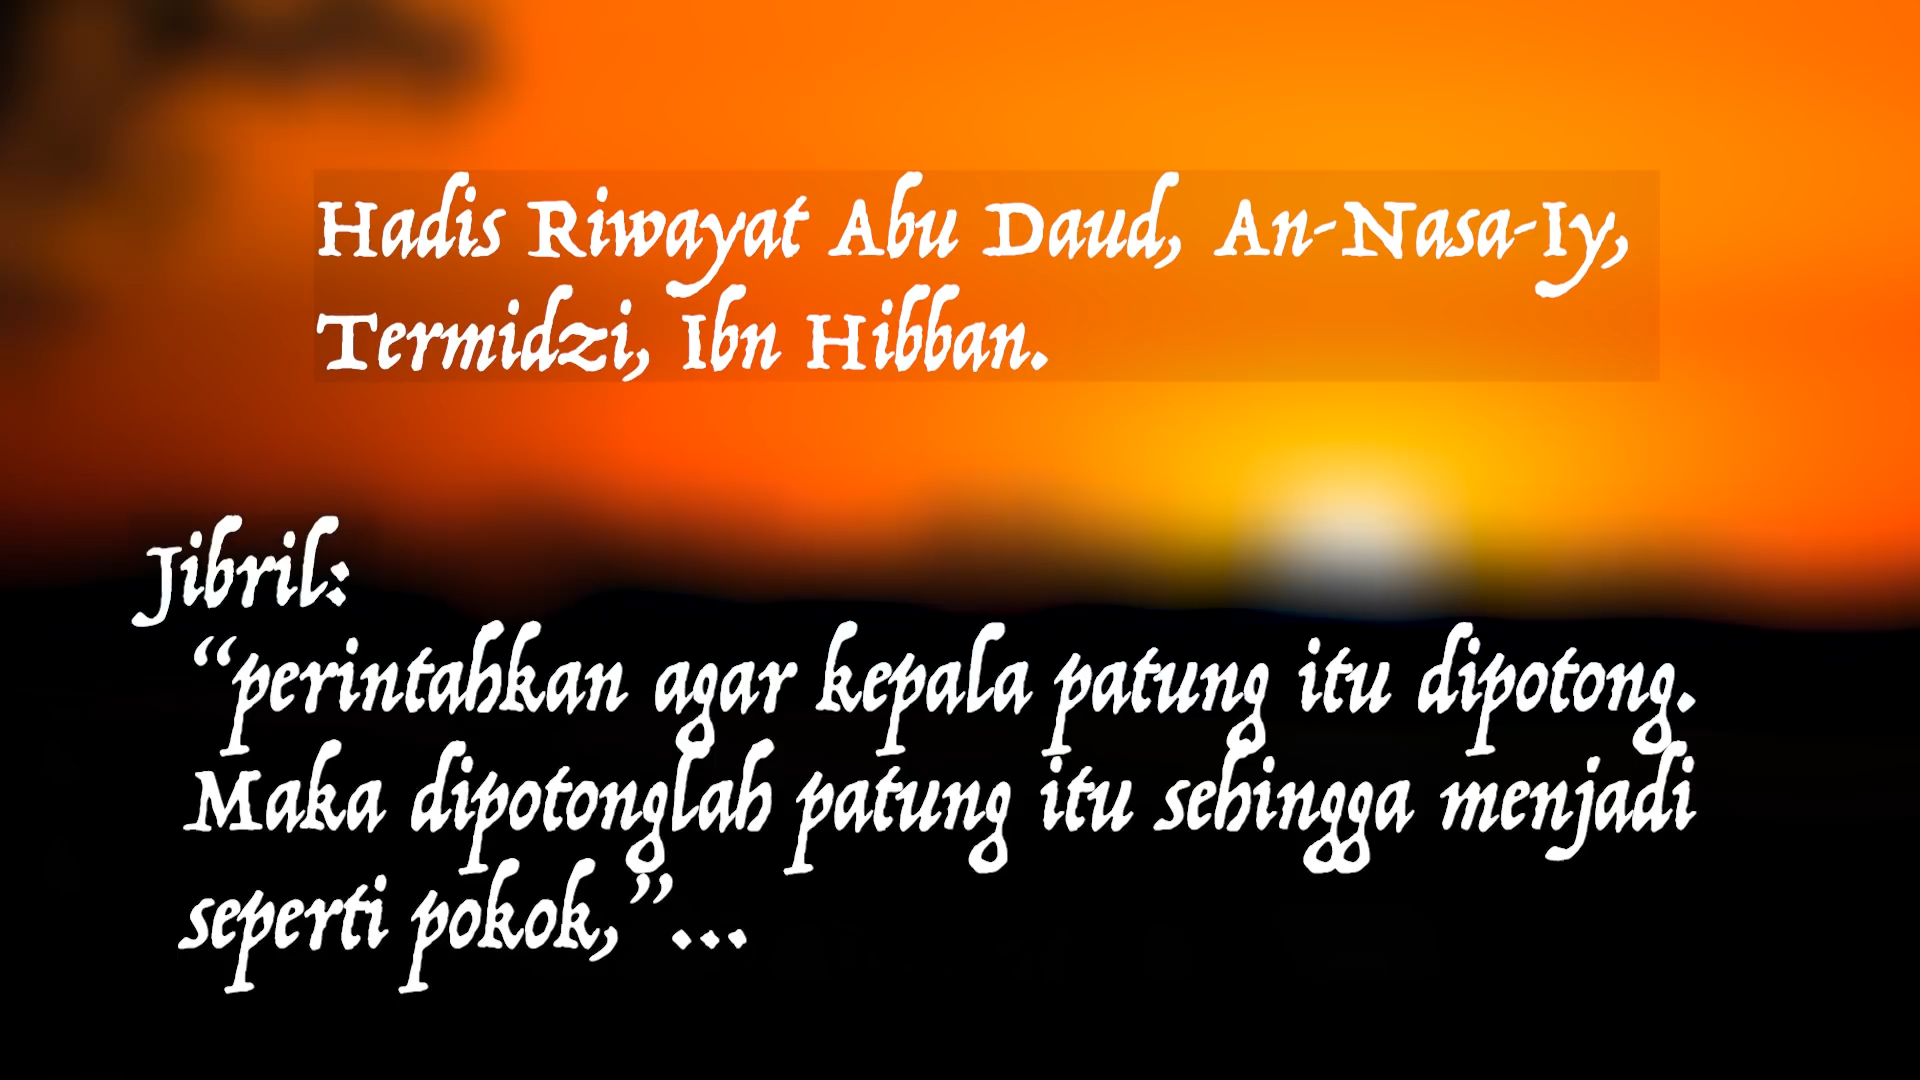 Hadis Riwayat Abu Daud, An-Nasa-Iy,
Termidzi, Ibn Hibban.
Jibril:
“perintahkan agar kepala patung itu dipotong.
Maka dipotonglah patung itu sehingga menjadi
seperti pokok,”...